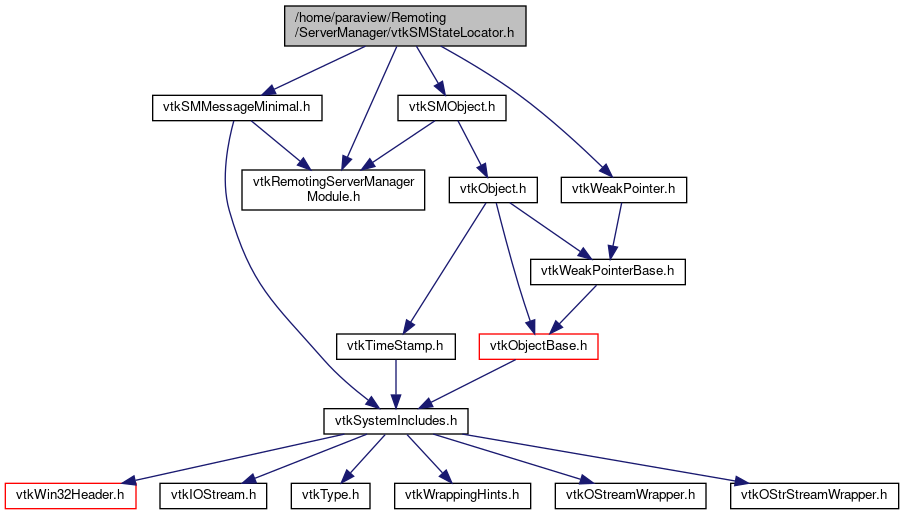 /home/paraview/Remoting
/ServerManager/vtkSMStateLocator.h
vtkSMMessageMinimal.h
vtkSMObject.h
vtkRemotingServerManager
Module.h
vtkObject.h
vtkWeakPointer.h
vtkWeakPointerBase.h
vtkTimeStamp.h
vtkObjectBase.h
vtkSystemIncludes.h
vtkWin32Header.h
vtkIOStream.h
vtkType.h
vtkWrappingHints.h
vtkOStreamWrapper.h
vtkOStrStreamWrapper.h